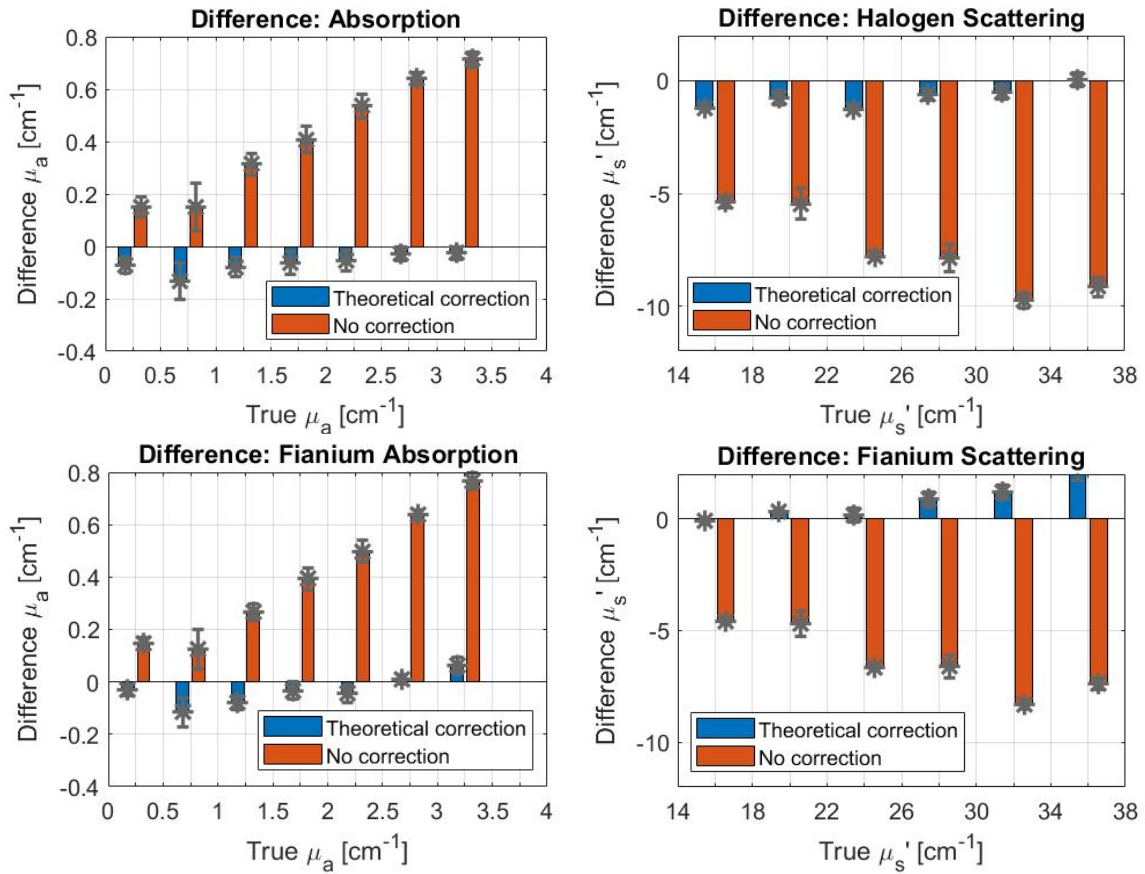 Difference: Absorption
Difference μa [cm-1]
0.8
0.6
0.4
0.2
0
-0.2
-0.4
Theoretical correction
No correction
0 0.5 1 1.5 2 2.5 3 3.5 4
True μa [cm-1]
Difference: Halogen Scattering
Difference μs' [cm-1]
0
-5
-10
Theoretical correction
No correction
14 18 22 26 30 34 38
True μs' [cm-1]
Difference: Fianium Absorption
Difference μa [cm-1]
0.8
0.6
0.4
0.2
0
-0.2
-0.4
Theoretical correction
No correction
0 0.5 1 1.5 2 2.5 3 3.5 4
True μa [cm-1]
Difference: Fianium Scattering
Difference μs' [cm-1]
0
-5
-10
Theoretical correction
No correction
14 18 22 26 30 34 38
True μs' [cm-1]